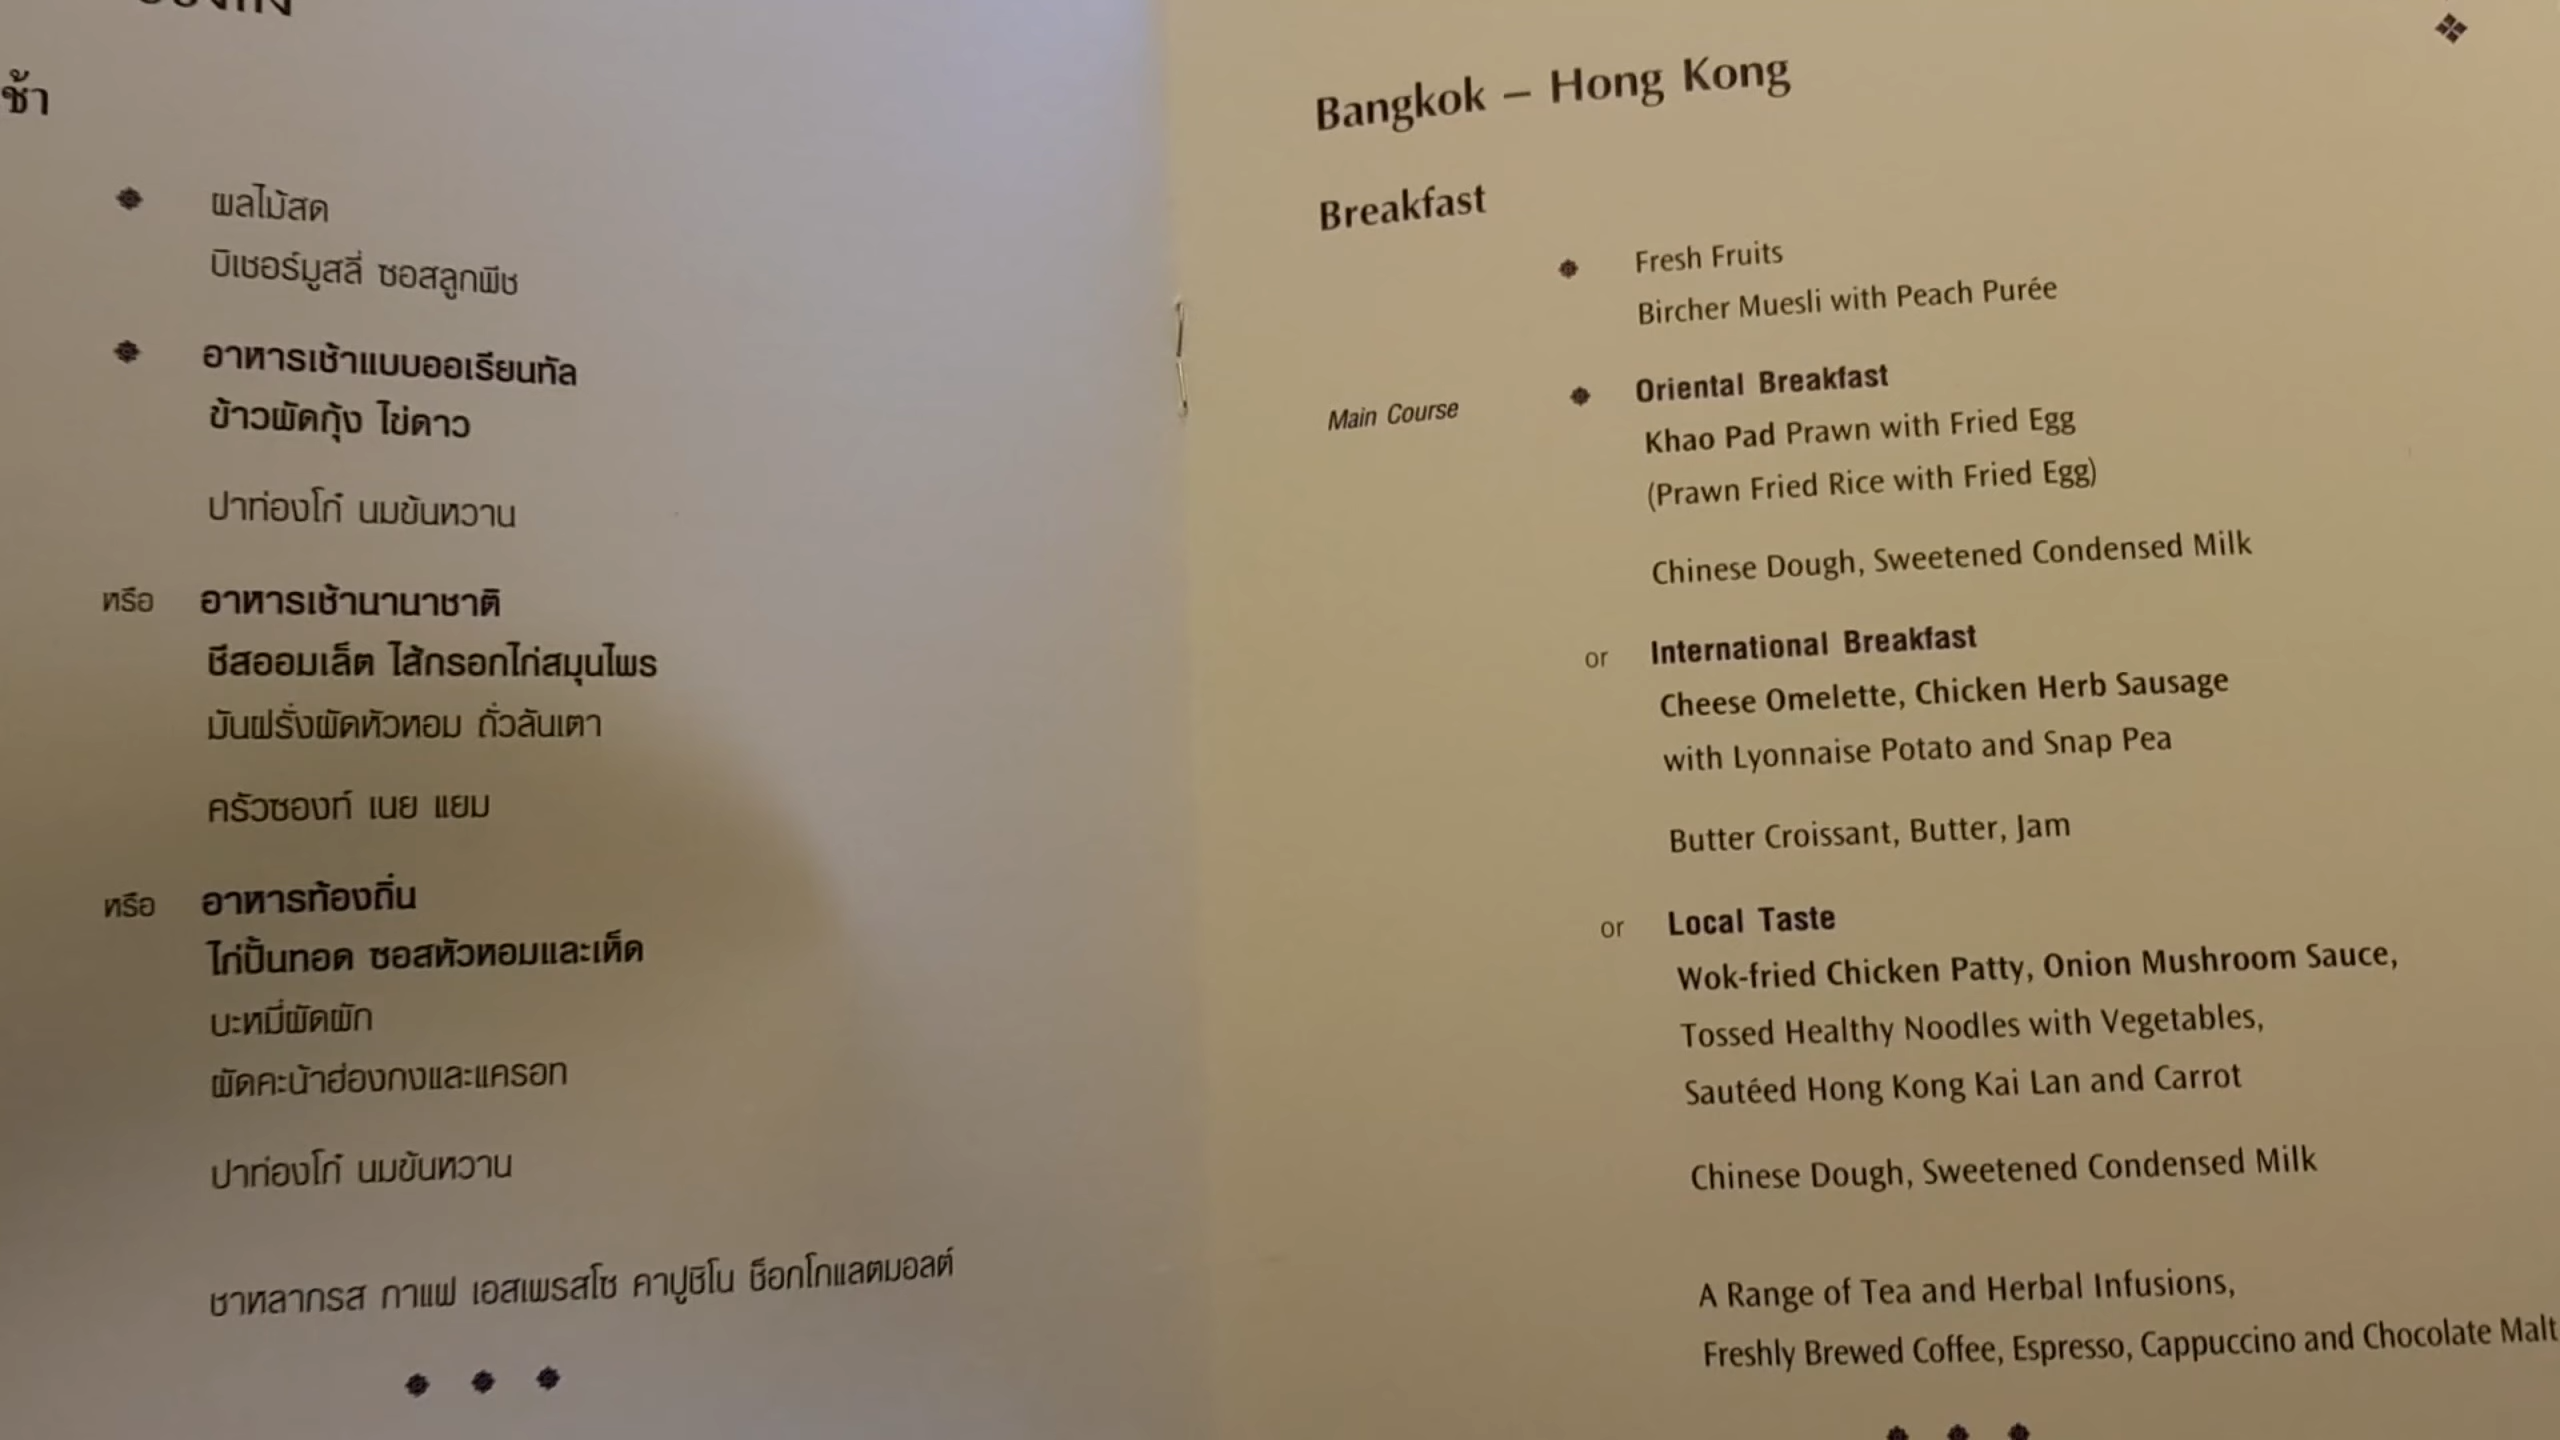 ช้า
ผลไม้สด
บิเชอร์มูสลี่ ซอสลูกพีช
อาหารเช้าแบบออเรียนทัล
ข้าวผัดกุ้ง ไข่ดาว
ปาท่องโก๋ นมข้นหวาน
หรือ อาหารเช้านานาชาติ
ชีสออมเล็ต ไส้กรอกไก่สมุนไพร
มันฝรั่งผัดหัวหอม ถั่วลันเตา
ครัวซองท์ เนย แยม
หรือ อาหารท้องถิ่น
ไก่ปั้นทอด ซอสหัวหอมและเห็ด
บะหมี่ผัดผัก
ผัดคะน้าฮ่องกงและแครอท
ปาท่องโก๋ นมข้นหวาน
ชาหลากรส กาแฟ เอสเพรสโซ คาปูชิโน ช็อกโกแลตมอลต์
Bangkok – Hong Kong
Breakfast
Fresh Fruits
Bircher Muesli with Peach Purée
Main Course Oriental Breakfast
Khao Pad Prawn with Fried Egg
(Prawn Fried Rice with Fried Egg)
Chinese Dough, Sweetened Condensed Milk
or International Breakfast
Cheese Omelette, Chicken Herb Sausage
with Lyonnaise Potato and Snap Pea
Butter Croissant, Butter, Jam
or Local Taste
Wok-fried Chicken Patty, Onion Mushroom Sauce,
Tossed Healthy Noodles with Vegetables,
Sautéed Hong Kong Kai Lan and Carrot
Chinese Dough, Sweetened Condensed Milk
A Range of Tea and Herbal Infusions,
Freshly Brewed Coffee, Espresso, Cappuccino and Chocolate Malt